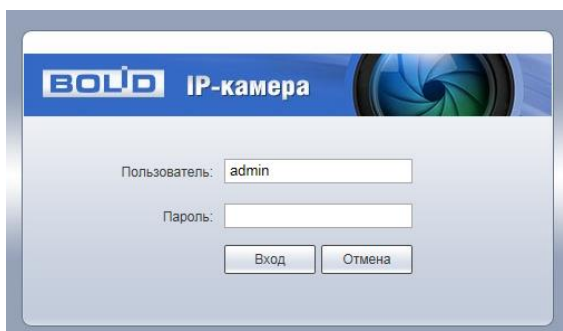 BOLID IP-камера
Пользователь: admin
Пароль:
Вход Отмена